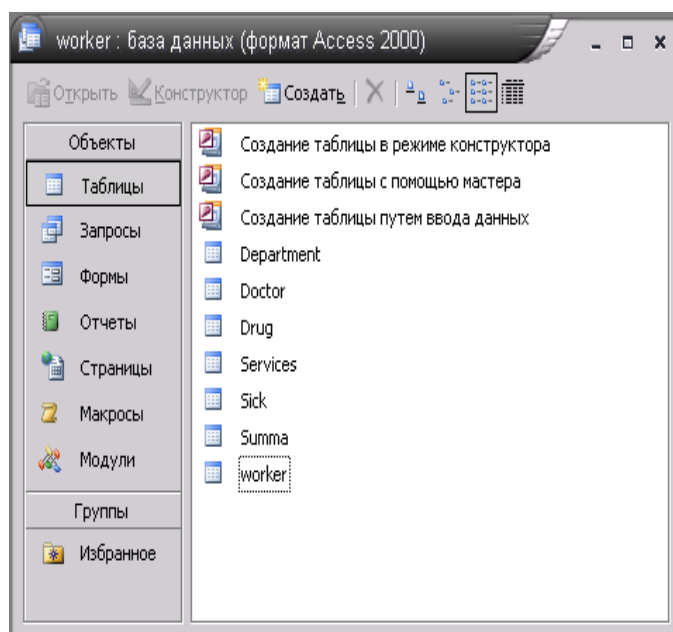 worker : база данных (формат Access 2000)
Открыть Конструктор Создать
Объекты
Таблицы
Запросы
Формы
Отчеты
Страницы
Макросы
Модули
Группы
Избранное
Создание таблицы в режиме конструктора
Создание таблицы с помощью мастера
Создание таблицы путем ввода данных
Department
Doctor
Drug
Services
Sick
Summa
worker